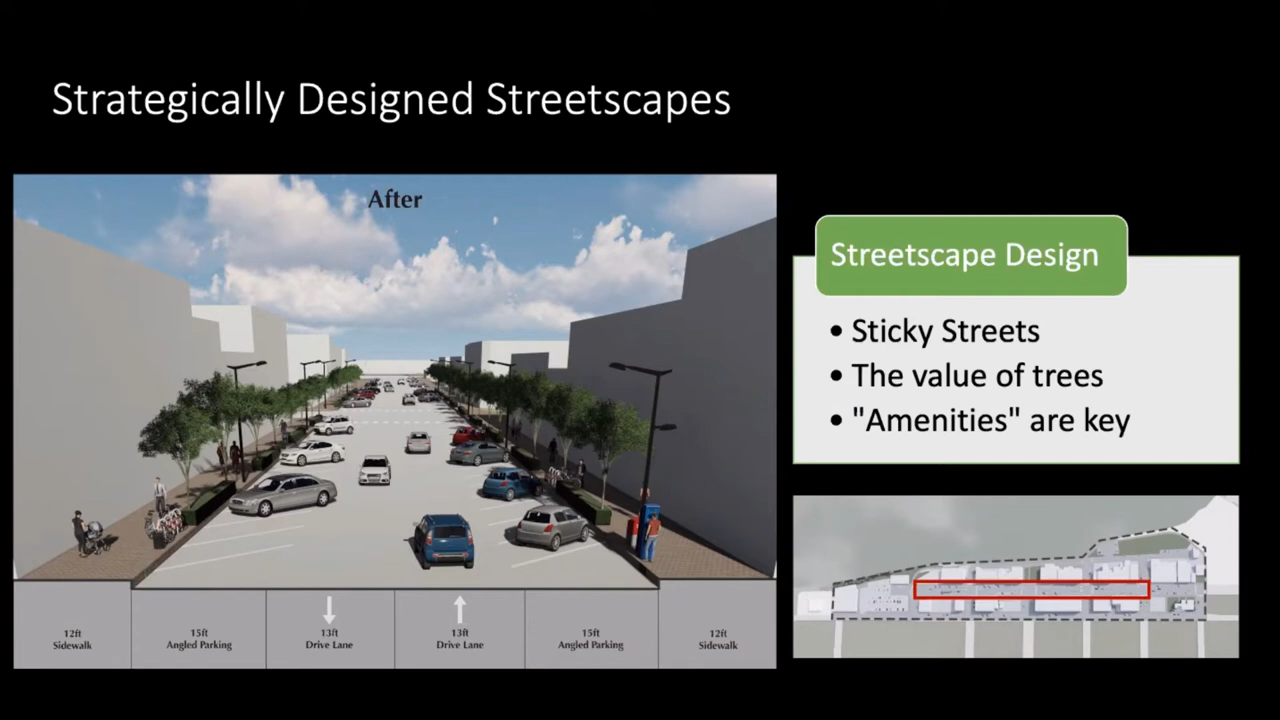 Strategically Designed Streetscapes
After
12ft
Sidewalk
15ft
Angled Parking
13ft
Drive Lane
13ft
Drive Lane
15ft
Angled Parking
12ft
Sidewalk
Streetscape Design
• Sticky Streets
• The value of trees
• "Amenities" are key